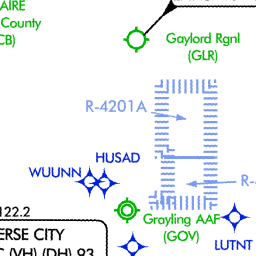 AIRE
County
CB)
Gaylord Rgnl
(GLR)
R-4201A
HUSAD
WUUNN
R-4
122.2
Grayling AAF
(GOV)
LUTNT
ERSE CITY
C (VH) (DH) 93